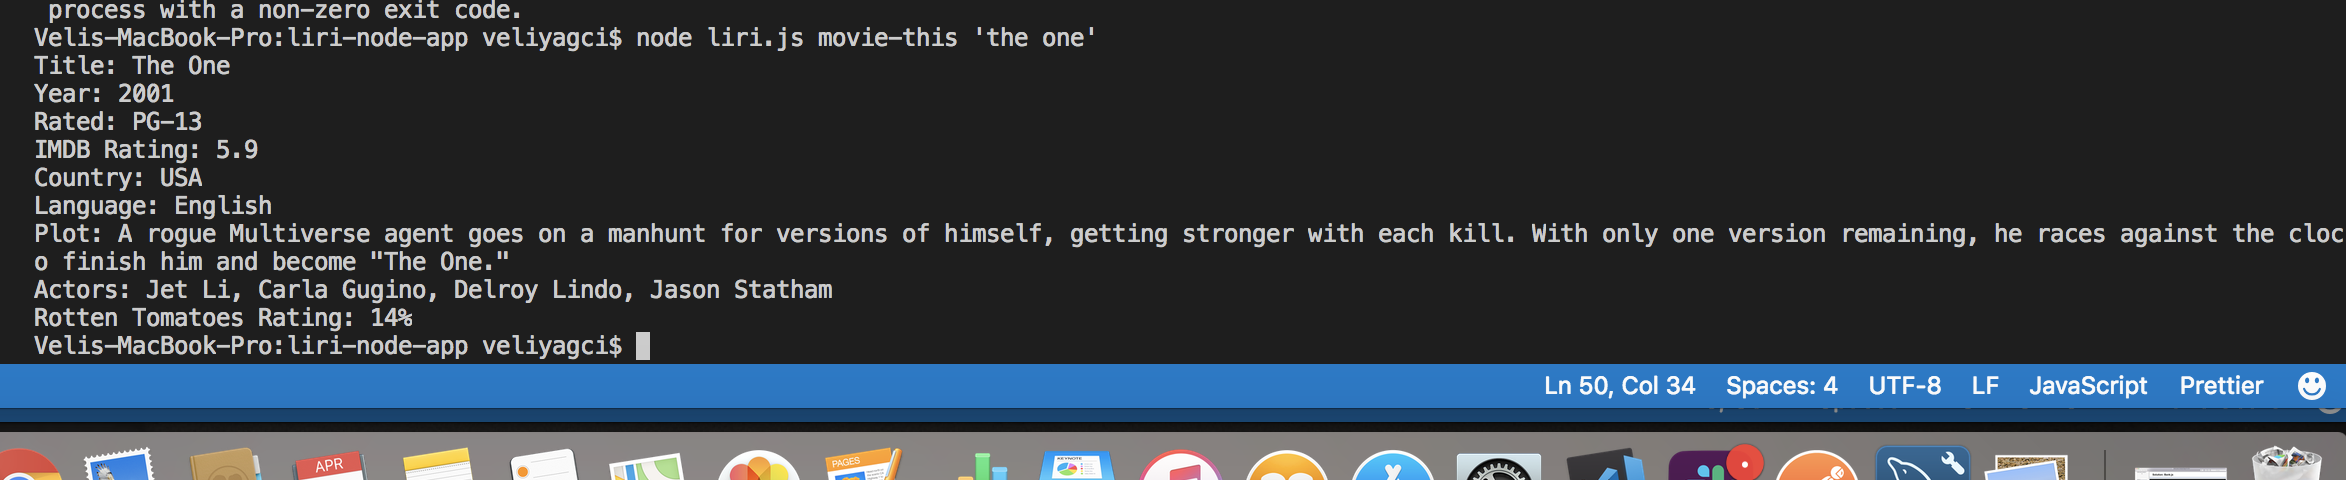 process with a non-zero exit code.
Velis-MacBook-Pro:liri-node-app veliyagci$ node liri.js movie-this 'the one'
Title: The One
Year: 2001
Rated: PG-13
IMDB Rating: 5.9
Country: USA
Language: English
Plot: A rogue Multiverse agent goes on a manhunt for versions of himself, getting stronger with each kill. With only one version remaining, he races against the cloc
o finish him and become "The One."
Actors: Jet Li, Carla Gugino, Delroy Lindo, Jason Statham
Rotten Tomatoes Rating: 14%
Velis-MacBook-Pro:liri-node-app veliyagci$
Ln 50, Col 34 Spaces: 4 UTF-8 LF JavaScript Prettier
APR
PAGES
KEYNOTE